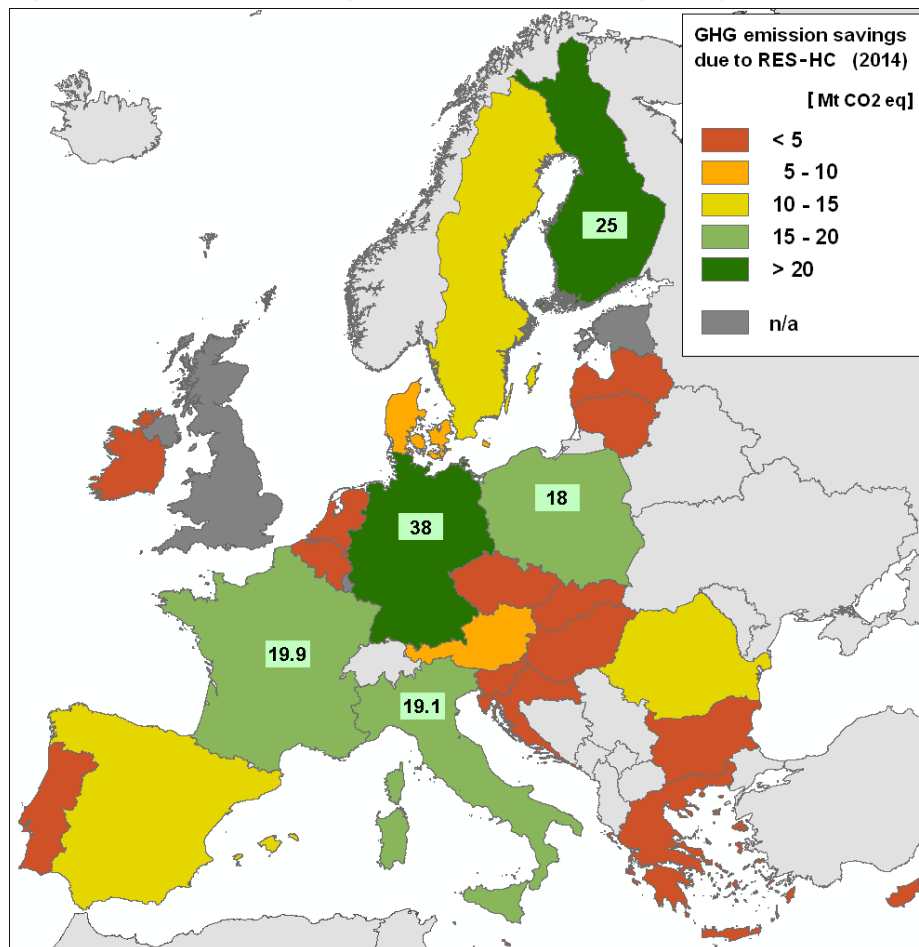 GHG emission savings
due to RES-HC (2014)
[ Mt CO2 eq]
< 5
5 - 10
10 - 15
15 - 20
> 20
n/a
25
18
38
19.9
19.1